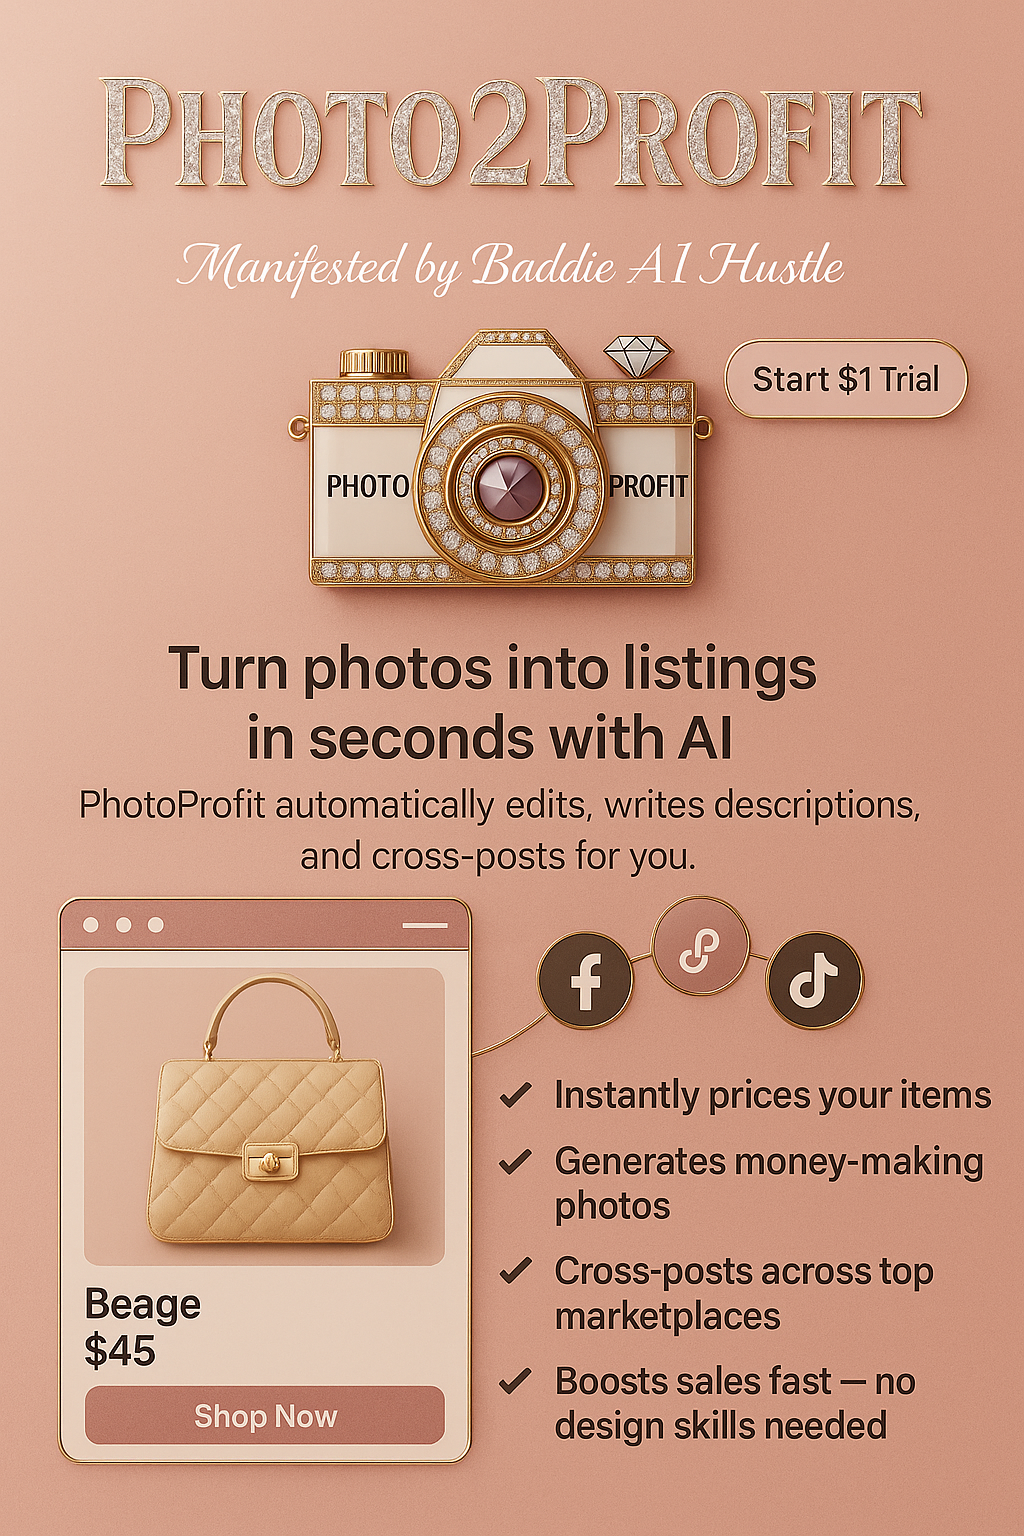 PHOTO2PROFIT
Manifested by Baddie AI Hustle
Start $1 Trial
PHOTO PROFIT
Turn photos into listings
in seconds with AI
PhotoProfit automatically edits, writes descriptions,
and cross-posts for you.
Beage
$45
Shop Now
Instantly prices your items
Generates money-making
photos
Cross-posts across top
marketplaces
Boosts sales fast — no
design skills needed